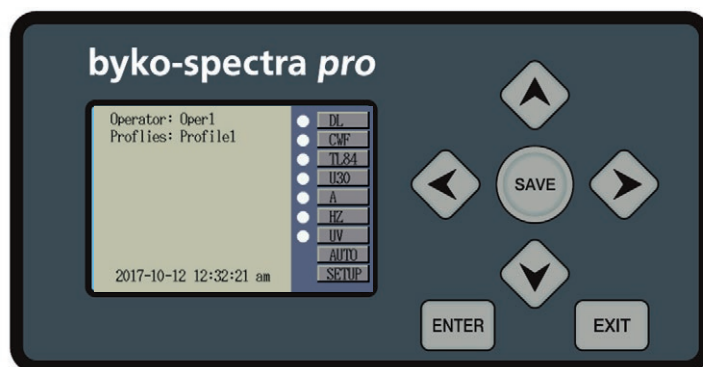 byko-spectra pro
Operator: Oper1
Proflies: Profile1
DL
CWF
TL84
U30
A
HZ
UV
AUTO
SETUP
2017-10-12 12:32:21 am
SAVE
ENTER
EXIT